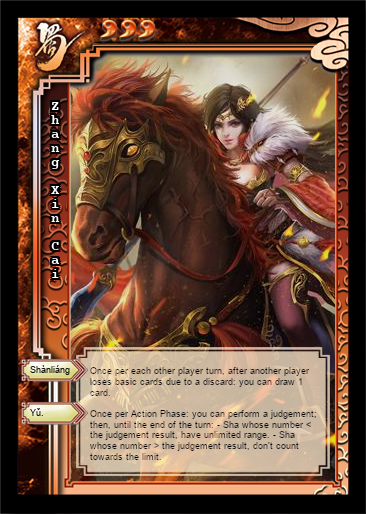 蜀
Zhang Xin Cai
Shànliáng
Once per each other player turn, after another player
loses basic cards due to a discard: you can draw 1
card.
Yǔ.
Once per Action Phase: you can perform a judgement;
then, until the end of the turn: - Sha whose number <
the judgement result, have unlimited range. - Sha
whose number > the judgement result, don't count
towards the limit.